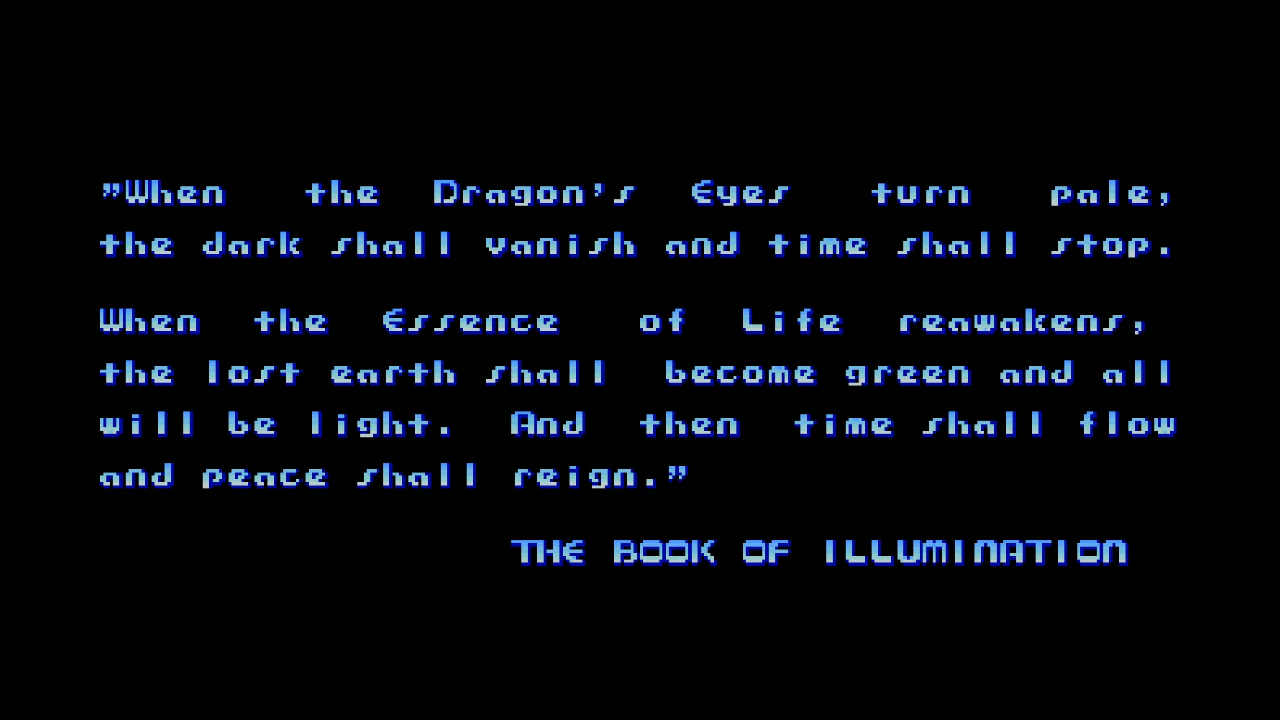 ”When the Dragon's Eyes turn pale,
the dark shall vanish and time shall stop.
When the Essence of Life reawakens,
the lost earth shall become green and all
will be light. And then time shall flow
and peace shall reign.”
THE BOOK OF ILLUMINATION